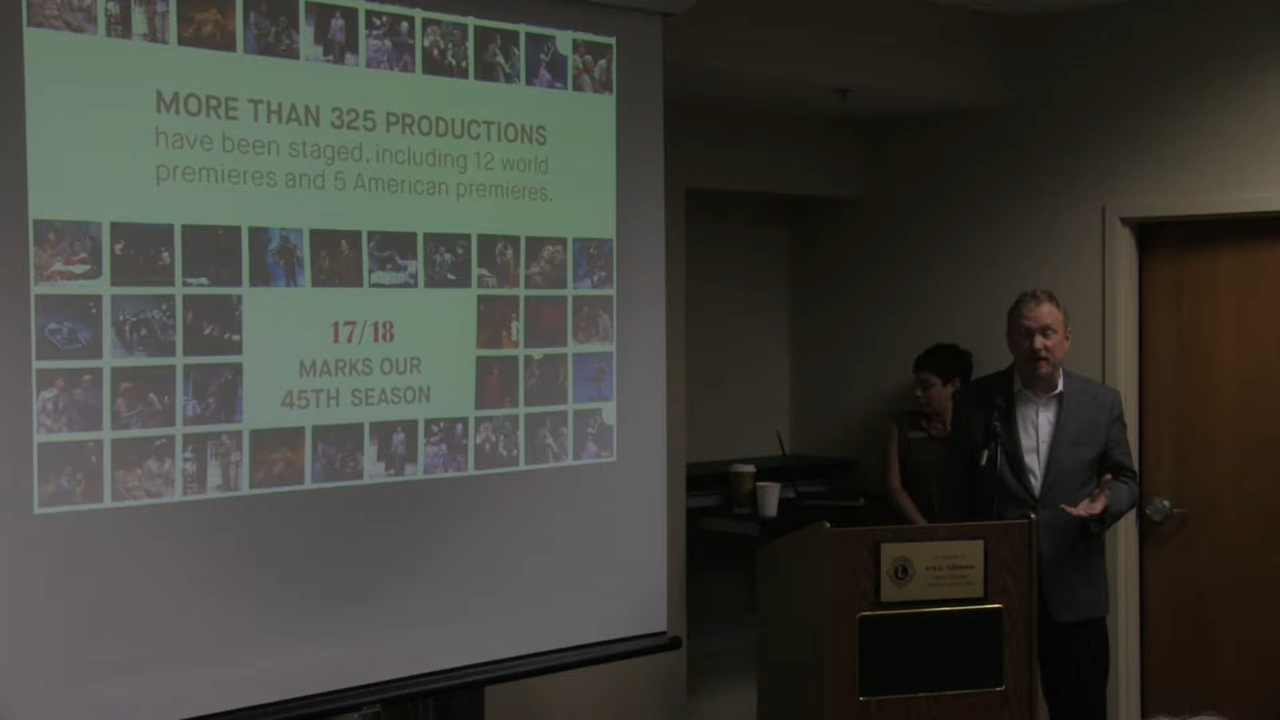 MORE THAN 325 PRODUCTIONS
have been staged, including 12 world
premieres and 5 American premieres.
17/18
MARKS OUR
45TH SEASON
L